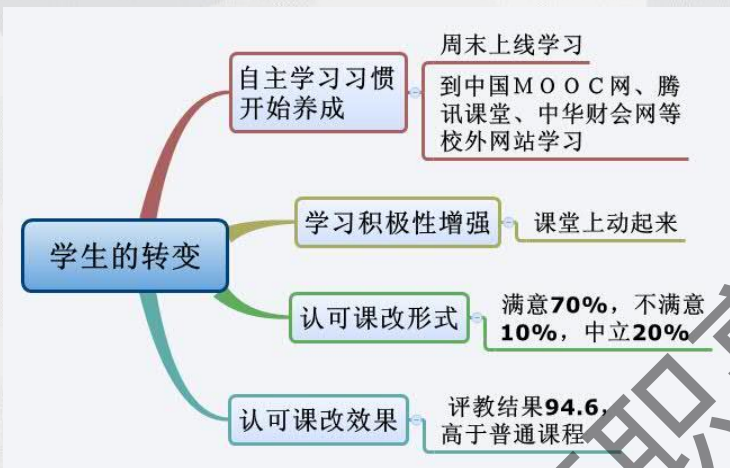 学生的转变
自主学习习惯
开始养成
周末上线学习
到中国MOOC网、腾
讯课堂、中华财会网等
校外网站学习
学习积极性增强
课堂上动起来
认可课改形式
满意70%，不满意
10%，中立20%
认可课改效果
评教结果94.6，
高于普通课程
职